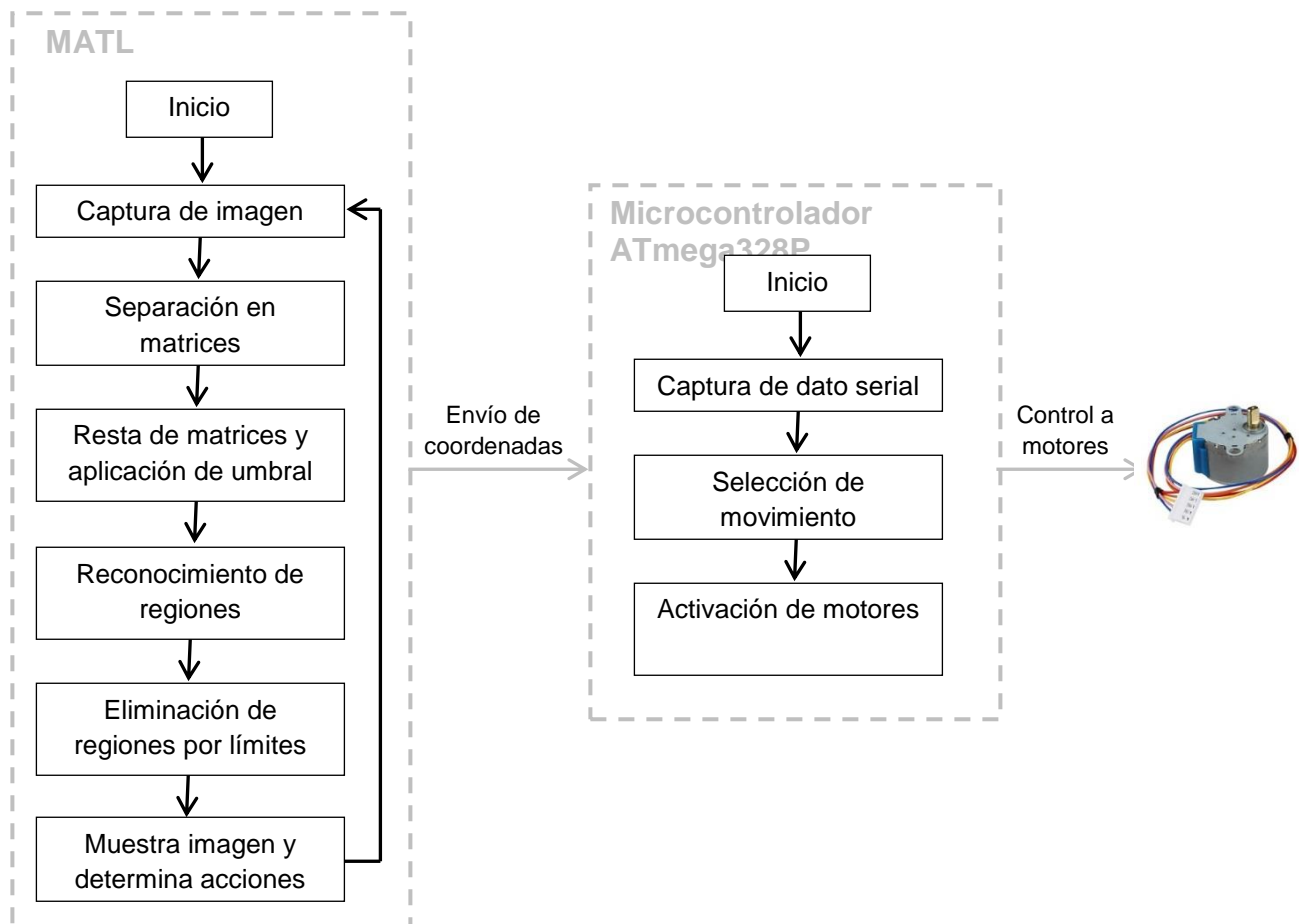 MATL
Inicio
Captura de imagen
Separación en
matrices
Resta de matrices y
aplicación de umbral
Reconocimiento de
regiones
Eliminación de
regiones por límites
Muestra imagen y
determina acciones
Envío de
coordenadas
Microcontrolador
ATmega328P
Inicio
Captura de dato serial
Selección de
movimiento
Activación de motores
Control a
motores